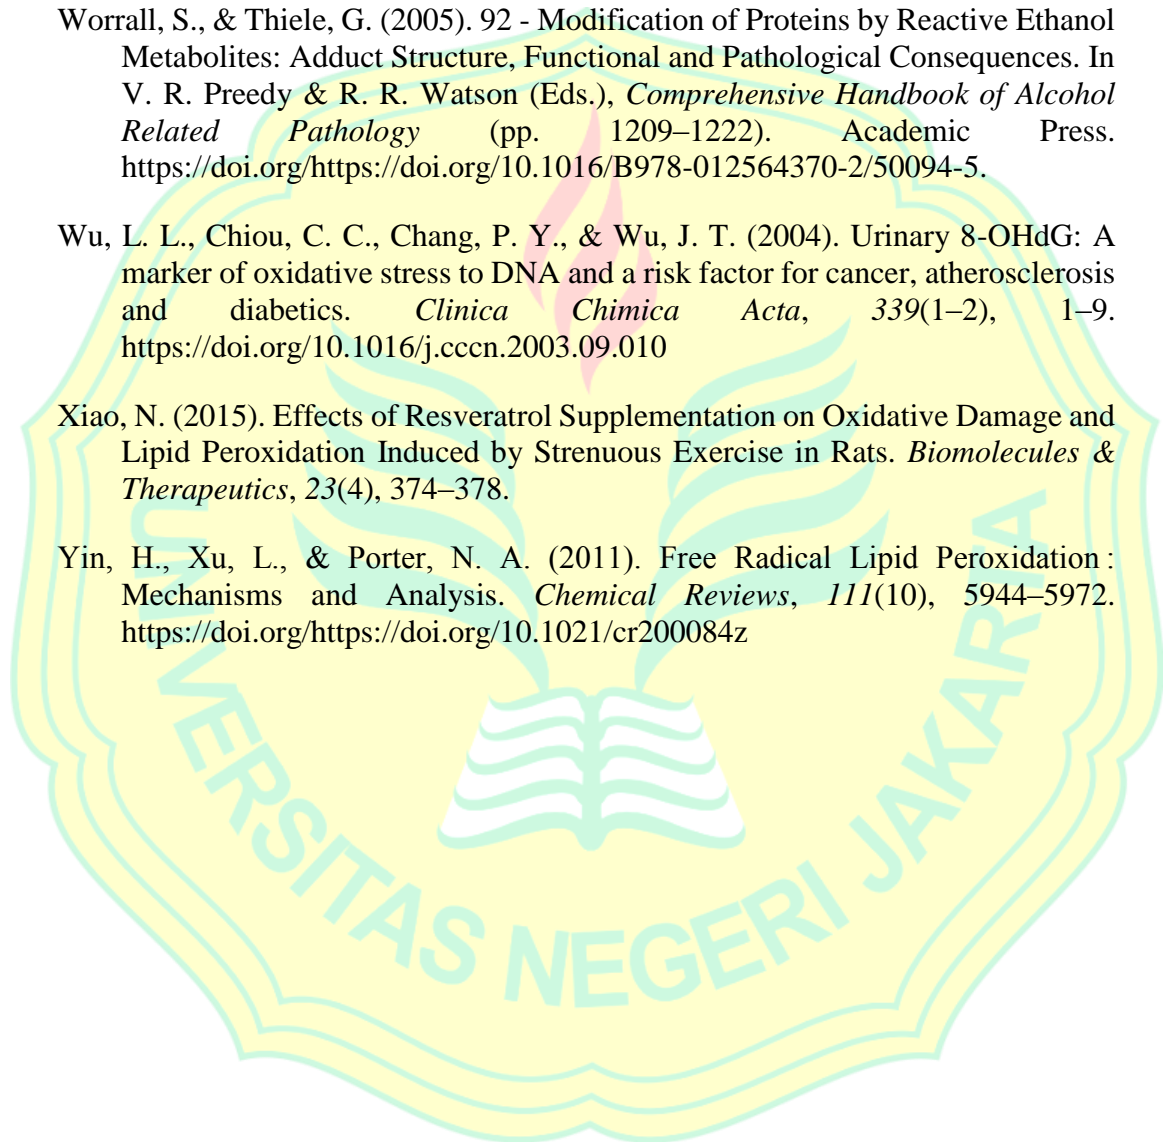 Worrall, S., & Thiele, G. (2005). 92 - Modification of Proteins by Reactive Ethanol
Metabolites: Adduct Structure, Functional and Pathological Consequences. In
V. R. Preedy & R. R. Watson (Eds.), Comprehensive Handbook of Alcohol
Related Pathology (pp. 1209–1222). Academic Press.
https://doi.org/https://doi.org/10.1016/B978-012564370-2/50094-5.
Wu, L. L., Chiou, C. C., Chang, P. Y., & Wu, J. T. (2004). Urinary 8-OHdG: A
marker of oxidative stress to DNA and a risk factor for cancer, atherosclerosis
and diabetics. Clinica Chimica Acta, 339(1–2), 1–9.
https://doi.org/10.1016/j.cccn.2003.09.010
Xiao, N. (2015). Effects of Resveratrol Supplementation on Oxidative Damage and
Lipid Peroxidation Induced by Strenuous Exercise in Rats. Biomolecules &
Therapeutics, 23(4), 374–378.
Yin, H., Xu, L., & Porter, N. A. (2011). Free Radical Lipid Peroxidation :
Mechanisms and Analysis. Chemical Reviews, 111(10), 5944–5972.
https://doi.org/https://doi.org/10.1021/cr200084z
UNIVERSITAS NEGERI JAKARTA